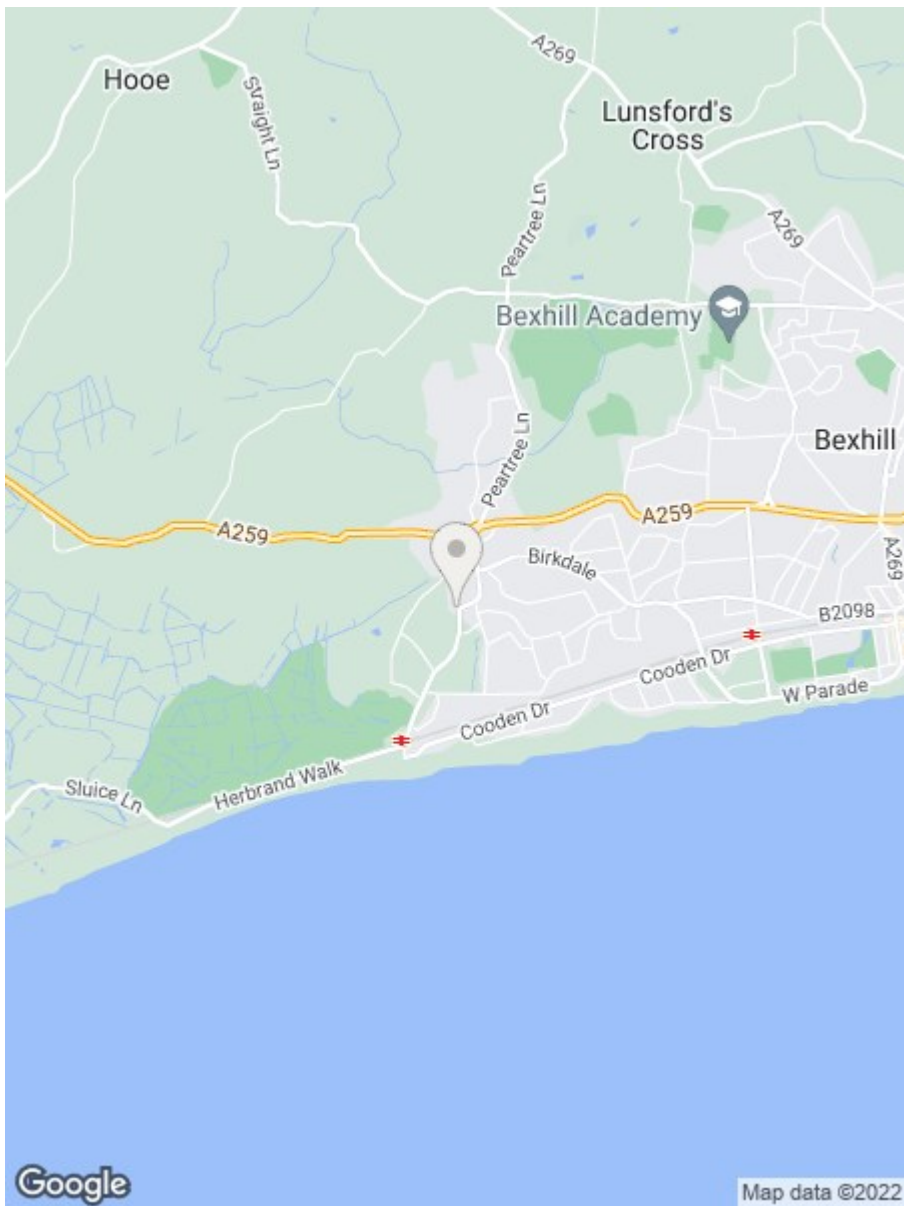 A269
Hooe
Lunsford's
Cross
Straight Ln
Peartree Ln
A269
Bexhill Academy
Peartree Ln
Bexhill
A259
A259
Birkdale
A269
B2098
Cooden Dr
W Parade
Cooden Dr
Herbrand Walk
Sluice Ln
Google
Map data ©2022